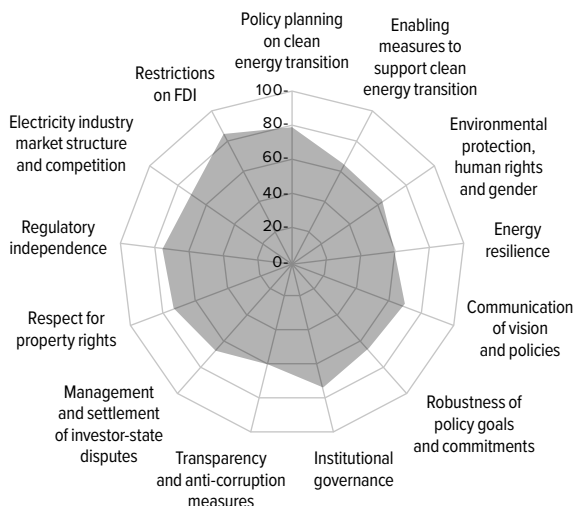 Policy planning
on clean
energy transition
Enabling
measures to
support clean
energy transition
Environmental
protection,
human rights
and gender
Energy
resilience
Communication
of vision
and policies
Robustness of
policy goals
and commitments
Institutional
governance
Transparency
and anti-corruption
measures
Management
and settlement
of investor-state
disputes
Respect for
property rights
Regulatory
independence
Electricity industry
market structure
and competition
Restrictions
on FDI
100-
80-
60-
40-
20-
0-